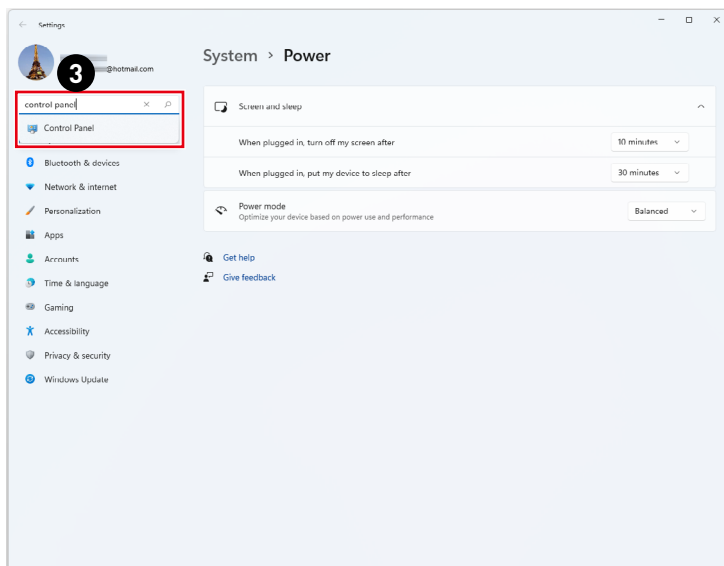 Settings
3
@hotmail.com
System > Power
control panel
Control Panel
Bluetooth & devices
Network & internet
Personalization
Apps
Accounts
Time & language
Gaming
Accessibility
Privacy & security
Windows Update
Screen and sleep
When plugged in, turn off my screen after
10 minutes
When plugged in, put my device to sleep after
30 minutes
Power mode
Optimize your device based on power use and performance
Balanced
Get help
Give feedback